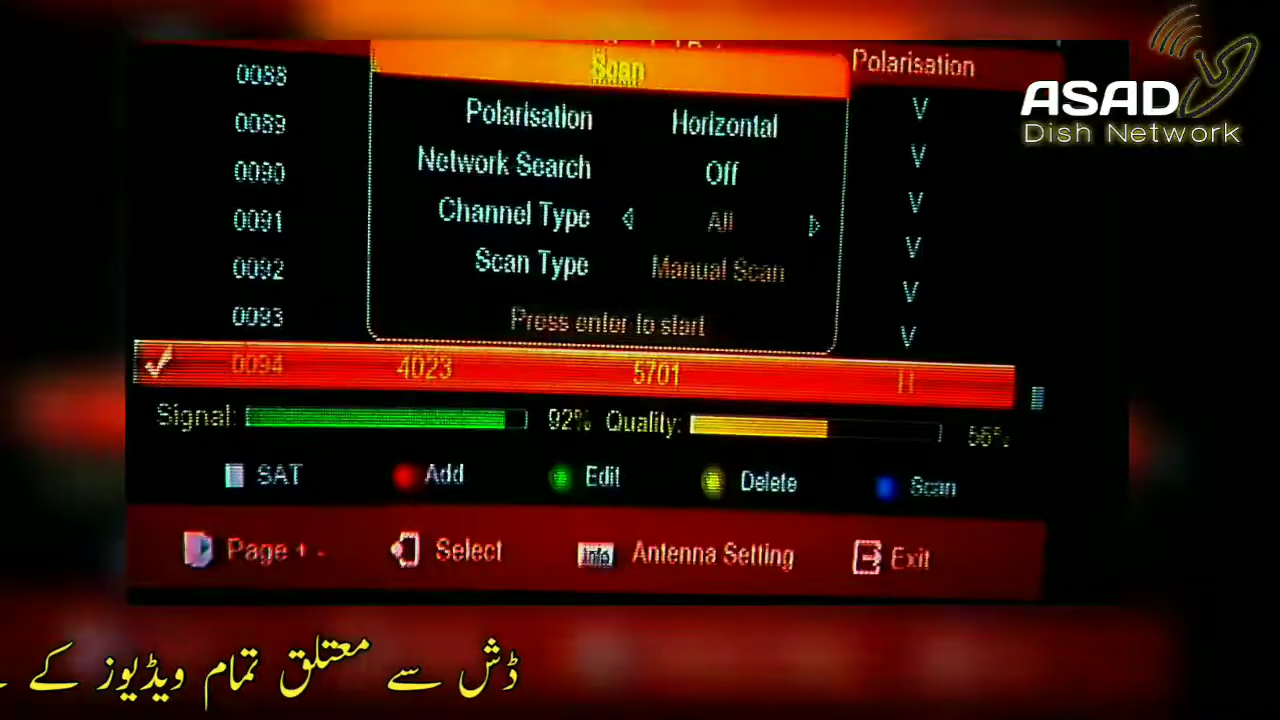 Polarisation
ASAD
Dish Network
Scan
Polarisation Horizontal
Network Search Off
Channel Type All
Scan Type Manual Scan
Press enter to start
0088 V
0089 V
0090 V
0091 V
0092 V
0093 V
0094 4023 5701 H
Signal: 92% Quality:
SAT Add Edit Delete Scan
Page + - Select Info Antenna Setting Exit
ڈش سے متعلق تمام ویڈیوز کے